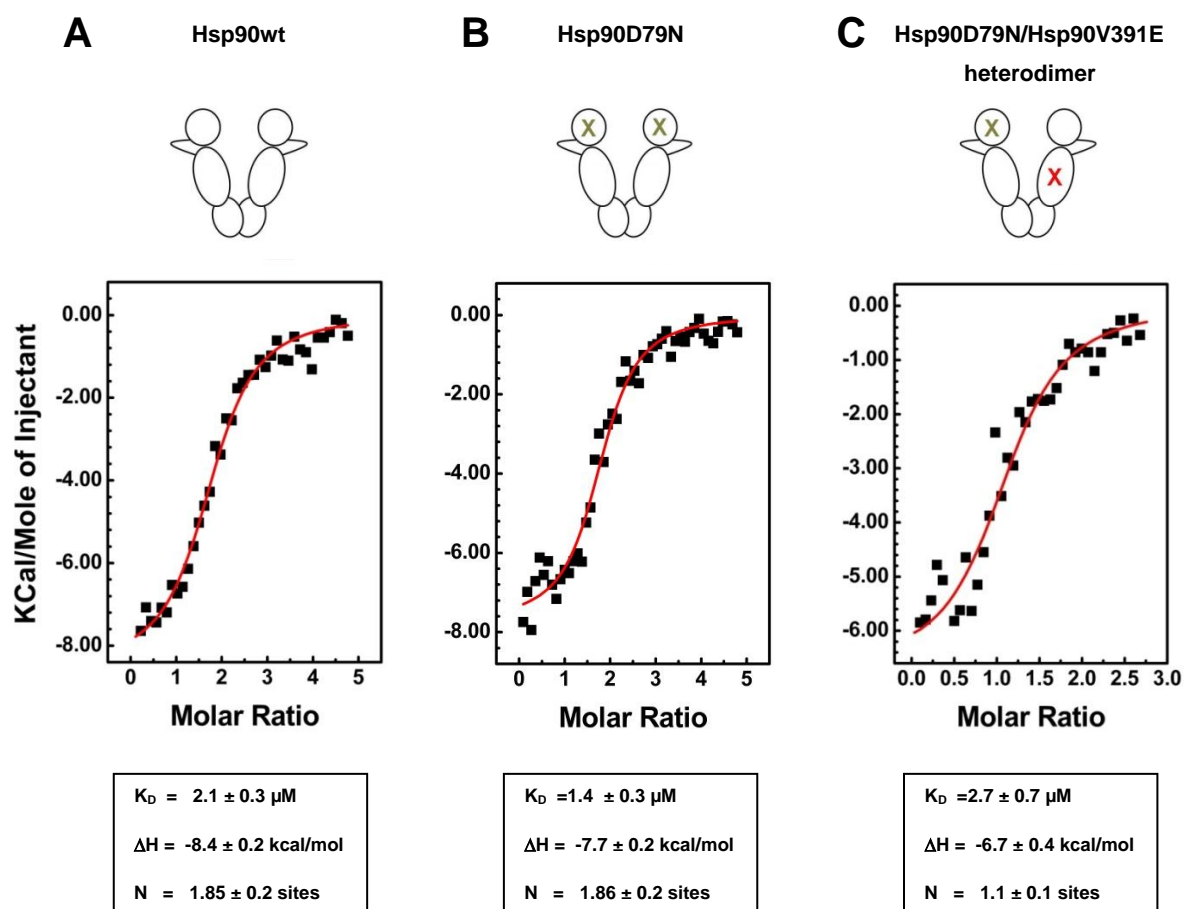 A
Hsp90wt
B
Hsp90D79N
C
Hsp90D79N/Hsp90V391E
heterodimer
X
X
X
X
KCal/Mole of Injectant
0.00
-2.00
-4.00
-6.00
-8.00
0 1 2 3 4 5
Molar Ratio
0.00
-2.00
-4.00
-6.00
-8.00
0 1 2 3 4 5
Molar Ratio
0.00
-1.00
-2.00
-3.00
-4.00
-5.00
-6.00
0.0 0.5 1.0 1.5 2.0 2.5 3.0
Molar Ratio
K_D = 2.1 ± 0.3 µM
ΔH = -8.4 ± 0.2 kcal/mol
N = 1.85 ± 0.2 sites
K_D =1.4 ± 0.3 µM
ΔH = -7.7 ± 0.2 kcal/mol
N = 1.86 ± 0.2 sites
K_D =2.7 ± 0.7 µM
ΔH = -6.7 ± 0.4 kcal/mol
N = 1.1 ± 0.1 sites